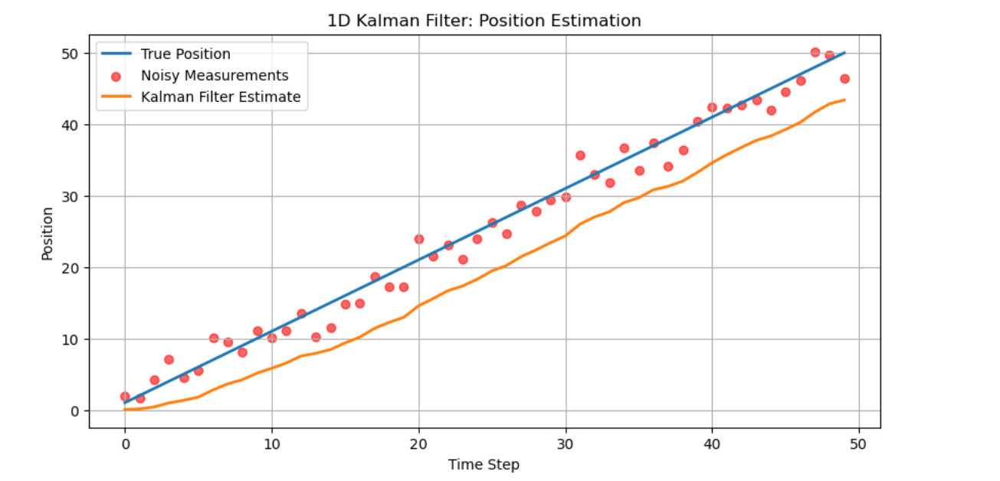 1D Kalman Filter: Position Estimation
50
40
30
20
10
0
Position
True Position
Noisy Measurements
Kalman Filter Estimate
0 10 20 30 40 50
Time Step